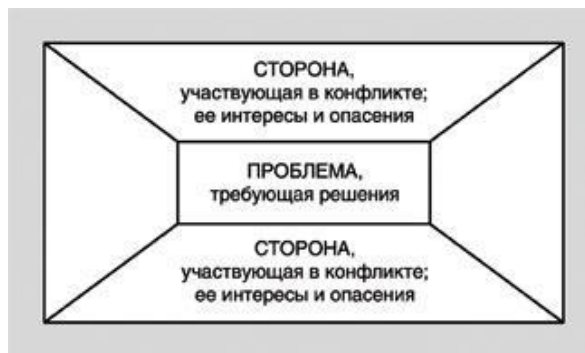 СТОРОНА,
участвующая в конфликте;
ее интересы и опасения
ПРОБЛЕМА,
требующая решения
СТОРОНА,
участвующая в конфликте;
ее интересы и опасения